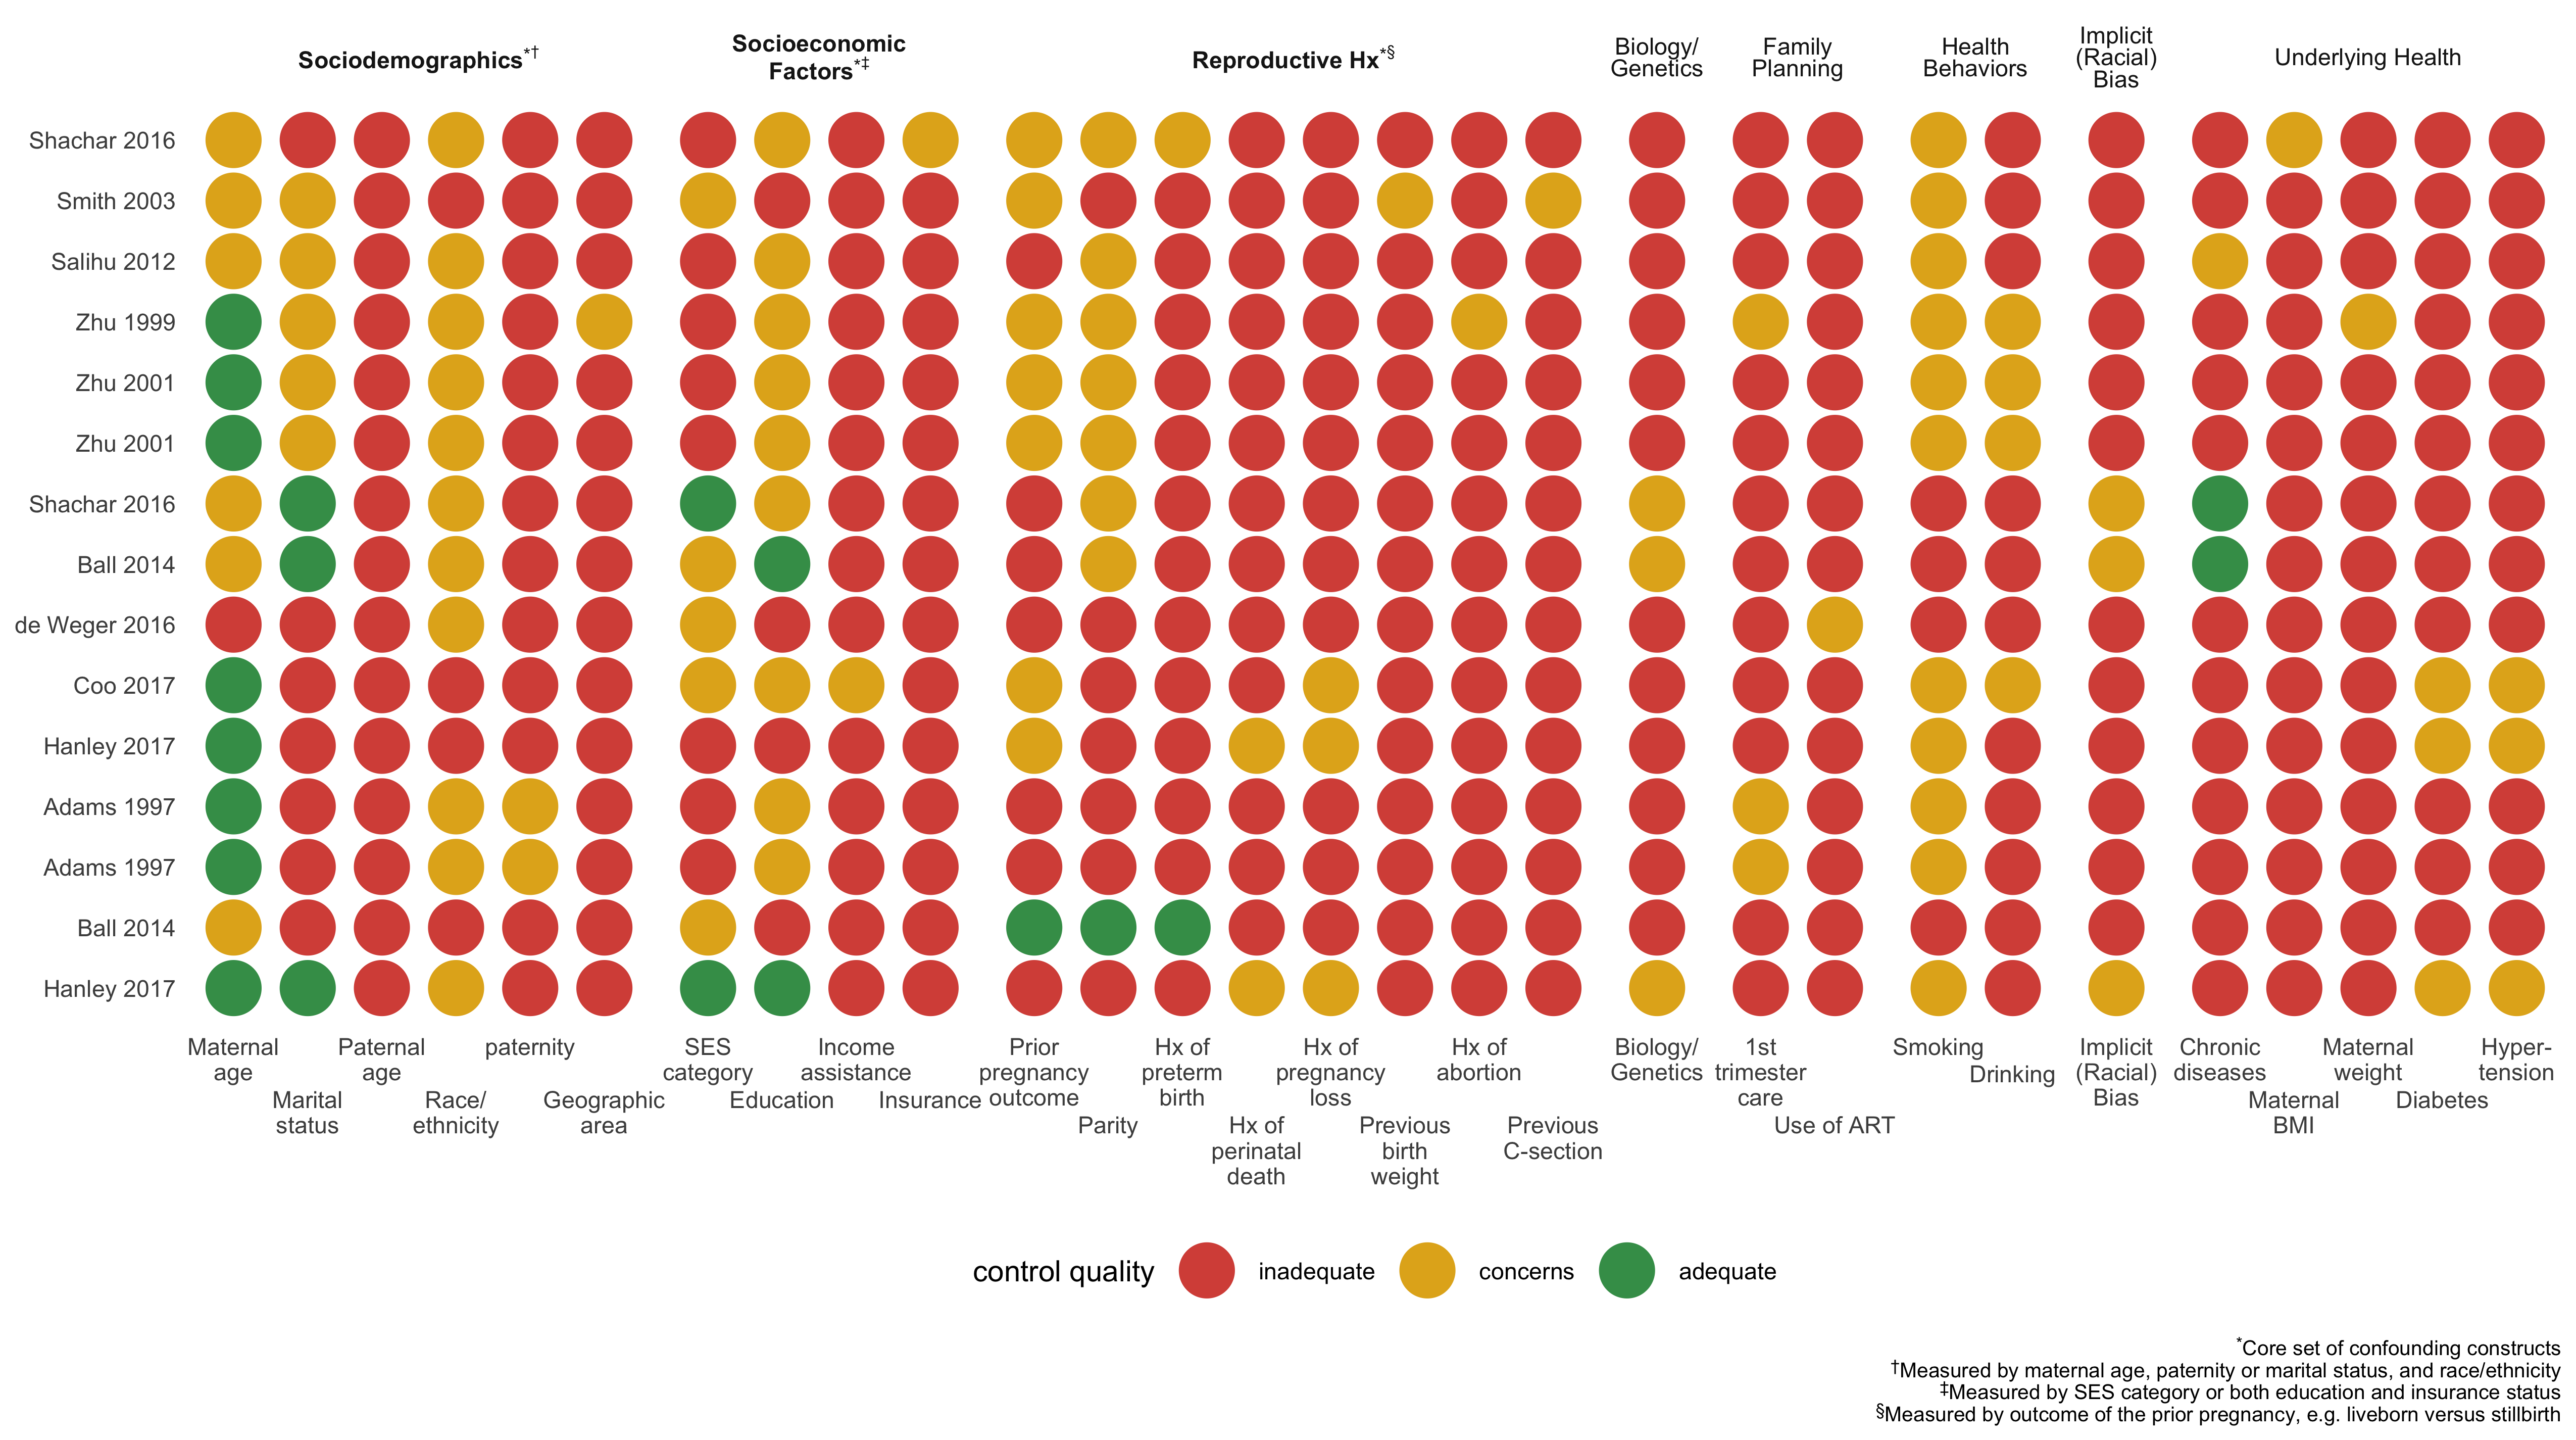 Sociodemographics*†
Socioeconomic
Factors*‡
Reproductive Hx*§
Biology/
Genetics
Family
Planning
Health
Behaviors
Implicit
(Racial)
Bias
Underlying Health
Shachar 2016
Smith 2003
Salihu 2012
Zhu 1999
Zhu 2001
Zhu 2001
Shachar 2016
Ball 2014
de Weger 2016
Coo 2017
Hanley 2017
Adams 1997
Adams 1997
Ball 2014
Hanley 2017
Maternal
age
Marital
status
Paternal
age
Race/
ethnicity
paternity
Geographic
area
SES
category
Education
Income
assistance
Insurance
Prior
pregnancy
outcome
Parity
Hx of
preterm
birth
Hx of
perinatal
death
Hx of
pregnancy
loss
Previous
birth
weight
Hx of
abortion
Previous
C-section
Biology/
Genetics
1st
trimester
care
Use of ART
Smoking
Drinking
Implicit
(Racial)
Bias
Chronic
diseases
Maternal
BMI
Maternal
weight
Diabetes
Hyper-
tension
control quality inadequate concerns adequate
*Core set of confounding constructs
†Measured by maternal age, paternity or marital status, and race/ethnicity
‡Measured by SES category or both education and insurance status
§Measured by outcome of the prior pregnancy, e.g. liveborn versus stillbirth